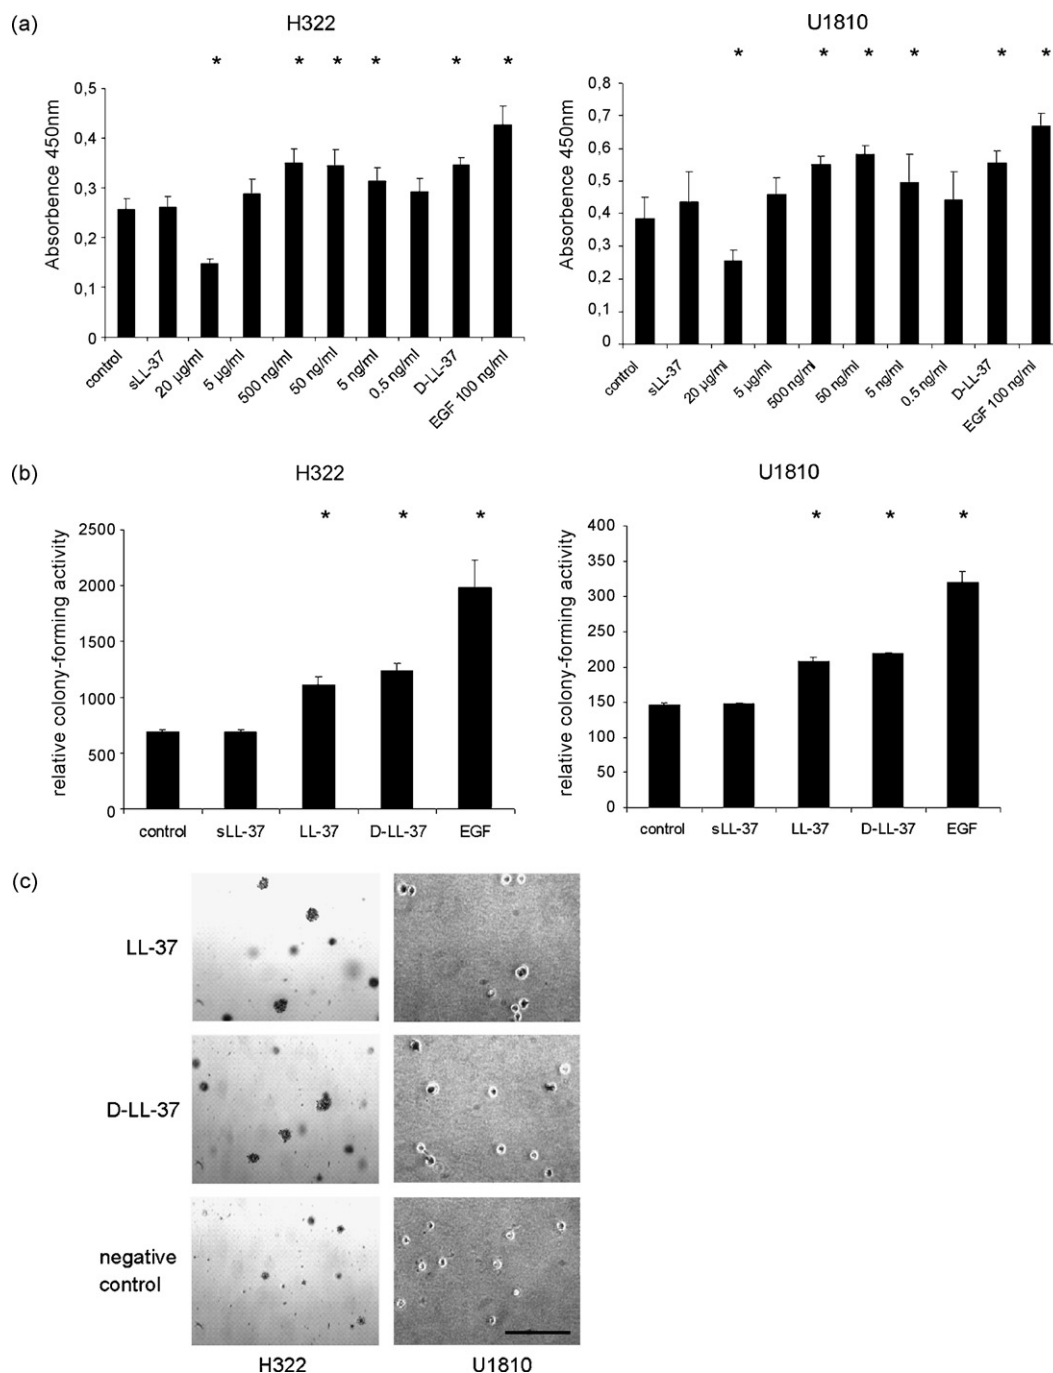 (a)
H322
* * * * * *
Absorbence 450nm
0,5
0,4
0,3
0,2
0,1
0
control
sLL-37
20 µg/ml
5 µg/ml
500 ng/ml
50 ng/ml
5 ng/ml
0.5 ng/ml
D-LL-37
EGF 100 ng/ml
U1810
* * * * * *
Absorbence 450nm
0,8
0,7
0,6
0,5
0,4
0,3
0,2
0,1
0
control
sLL-37
20 µg/ml
5 µg/ml
500 ng/ml
50 ng/ml
5 ng/ml
0.5 ng/ml
D-LL-37
EGF 100 ng/ml
(b)
H322
* * *
relative colony-forming activity
2500
2000
1500
1000
500
0
control sLL-37 LL-37 D-LL-37 EGF
U1810
* * *
relative colony-forming activity
400
350
300
250
200
150
100
50
0
control sLL-37 LL-37 D-LL-37 EGF
(c)
LL-37
D-LL-37
negative
control
H322 U1810